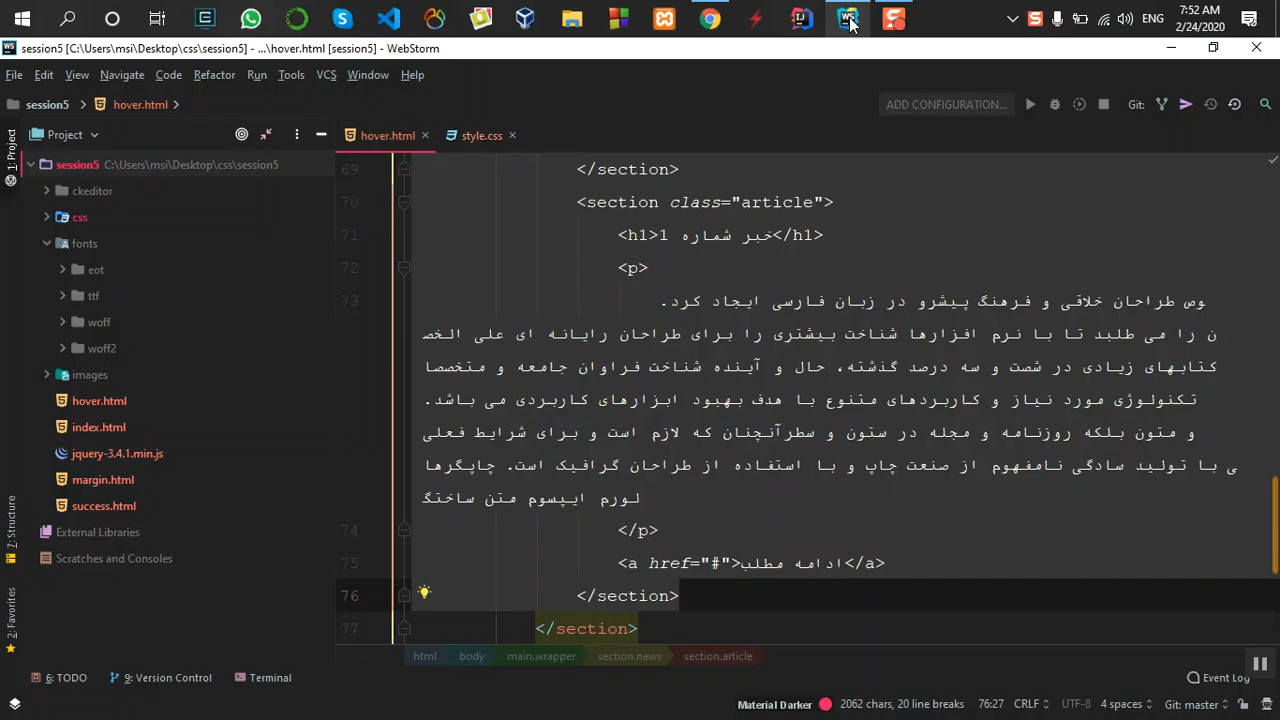 ENG
7:52 AM
2/24/2020
session5 [C:\Users\msi\Desktop\css\session5] - ...\hover.html [session5] - WebStorm
File Edit View Navigate Code Refactor Run Tools VCS Window Help
session5 hover.html ADD CONFIGURATION... Git:
1: Project
Project
hover.html
style.css
session5 C:\Users\msi\Desktop\css\session5
ckeditor
css
fonts
eot
ttf
woff
woff2
images
hover.html
index.html
jquery-3.4.1.min.js
margin.html
success.html
External Libraries
Scratches and Consoles
7: Structure
2: Favorites
69 </section>
70 <section class="article">
71 <h1>خبر شماره 1</h1>
72 <p>
73 وص طراحان خلاقی و فرهنگ پیشرو در زبان فارسی ایجاد کرد.
ن را می طلبد تا با نرم افزارها شناخت بیشتری را برای طراحان رایانه ای علی الخص
کتابهای زیادی در شصت و سه درصد گذشته، حال و آینده شناخت فراوان جامعه و متخصصا
تکنولوژی مورد نیاز و کاربردهای متنوع با هدف بهبود ابزارهای کاربردی می باشد.
و متون بلکه روزنامه و مجله در ستون و سطرآنچنان که لازم است و برای شرایط فعلی
ی با تولید سادگی نامفهوم از صنعت چاپ و با استفاده از طراحان گرافیک است. چاپگرها
لورم ایپسوم متن ساختگ
74 </p>
75 <a href="#">ادامه مطلب</a>
76 </section>
77 </section>
html body main.wrapper section.news section.article
6: TODO 9: Version Control Terminal Event Log
Material Darker 2062 chars, 20 line breaks 76:27 CRLF UTF-8 4 spaces Git: master